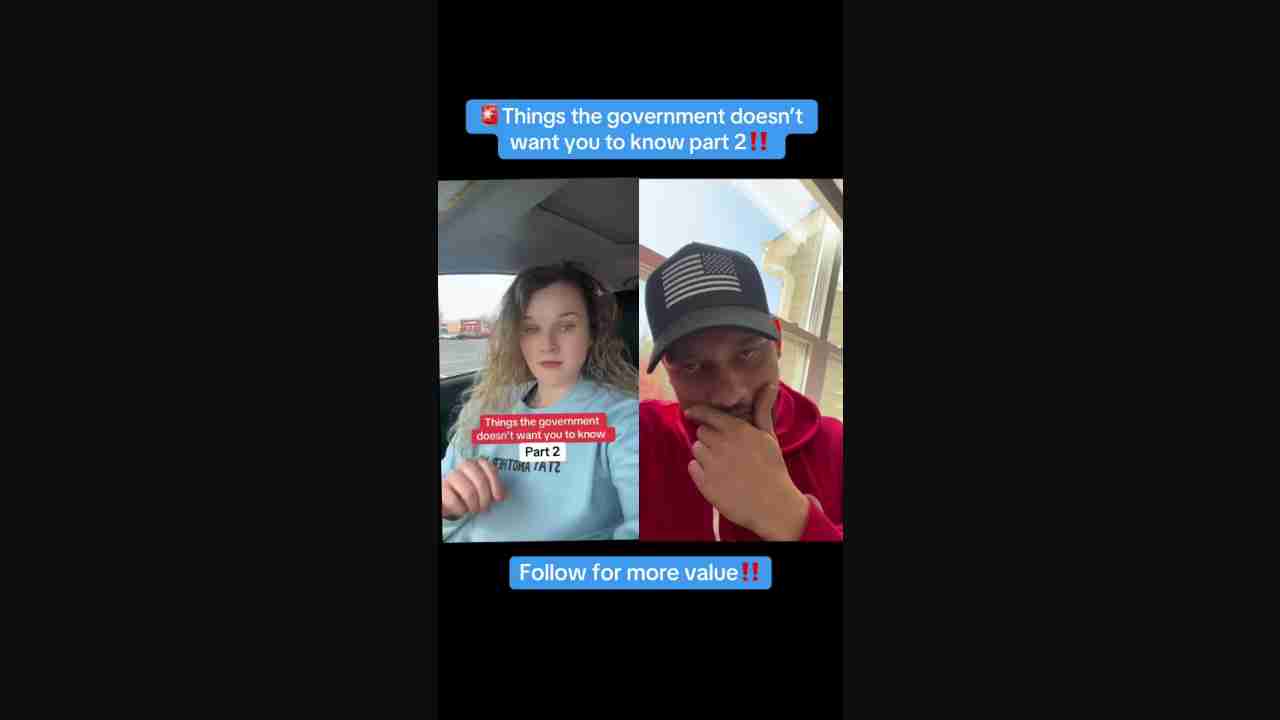 🚨Things the government doesn’t
want you to know part 2‼️
Things the government
doesn't want you to know
Part 2
Follow for more value‼️